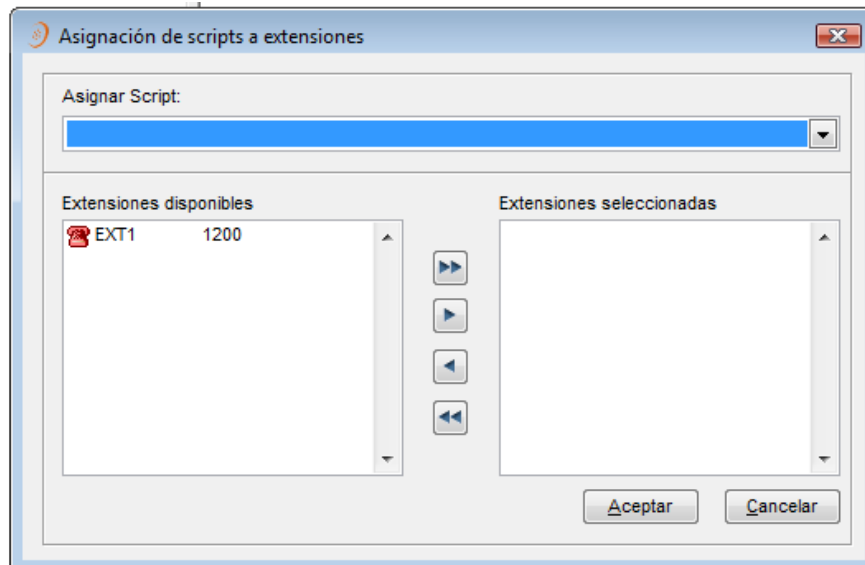 Asignación de scripts a extensiones
Asignar Script:
Extensiones disponibles
EXT1 1200
Extensiones seleccionadas
Aceptar
Cancelar